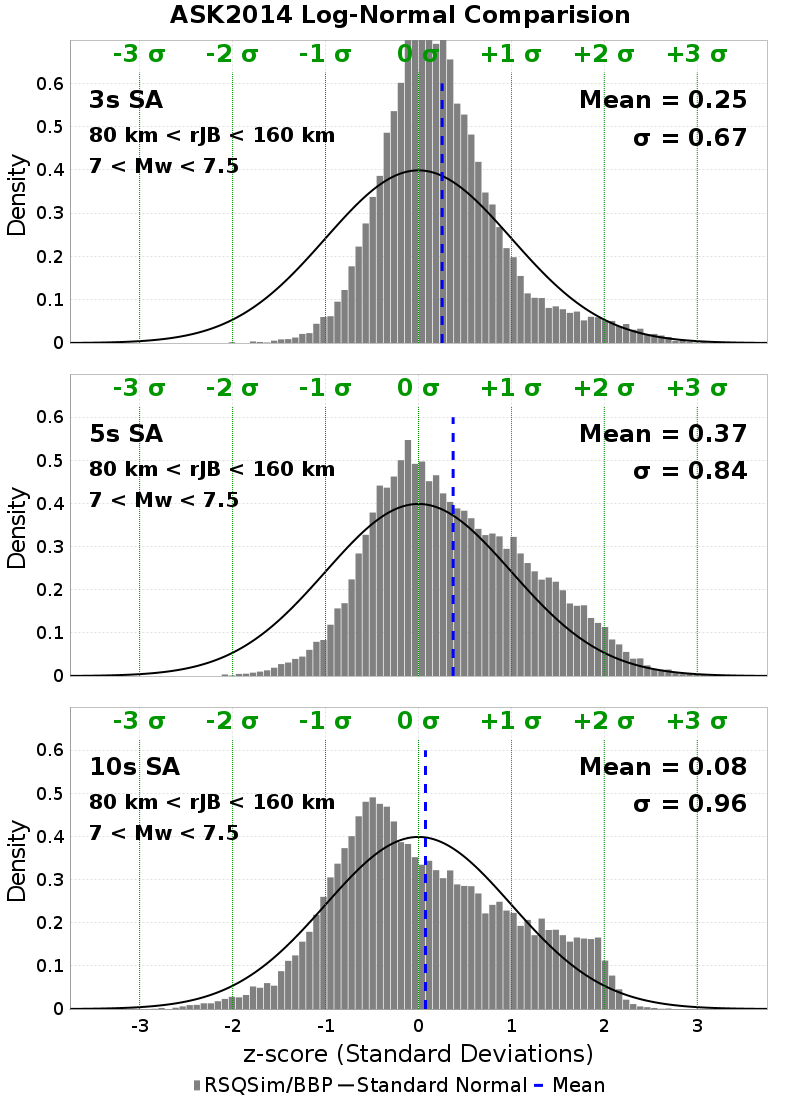 ASK2014 Log-Normal Comparision
-3 σ -2 σ -1 σ 0 σ +1 σ +2 σ +3 σ
3s SA
80 km < rJB < 160 km
7 < Mw < 7.5
Mean = 0.25
σ = 0.67
Density
0.6
0.5
0.4
0.3
0.2
0.1
0
-3 σ -2 σ -1 σ 0 σ +1 σ +2 σ +3 σ
5s SA
80 km < rJB < 160 km
7 < Mw < 7.5
Mean = 0.37
σ = 0.84
Density
0.6
0.5
0.4
0.3
0.2
0.1
0
-3 σ -2 σ -1 σ 0 σ +1 σ +2 σ +3 σ
10s SA
80 km < rJB < 160 km
7 < Mw < 7.5
Mean = 0.08
σ = 0.96
Density
0.6
0.5
0.4
0.3
0.2
0.1
0
-3 -2 -1 0 1 2 3
z-score (Standard Deviations)
RSQSim/BBP Standard Normal Mean